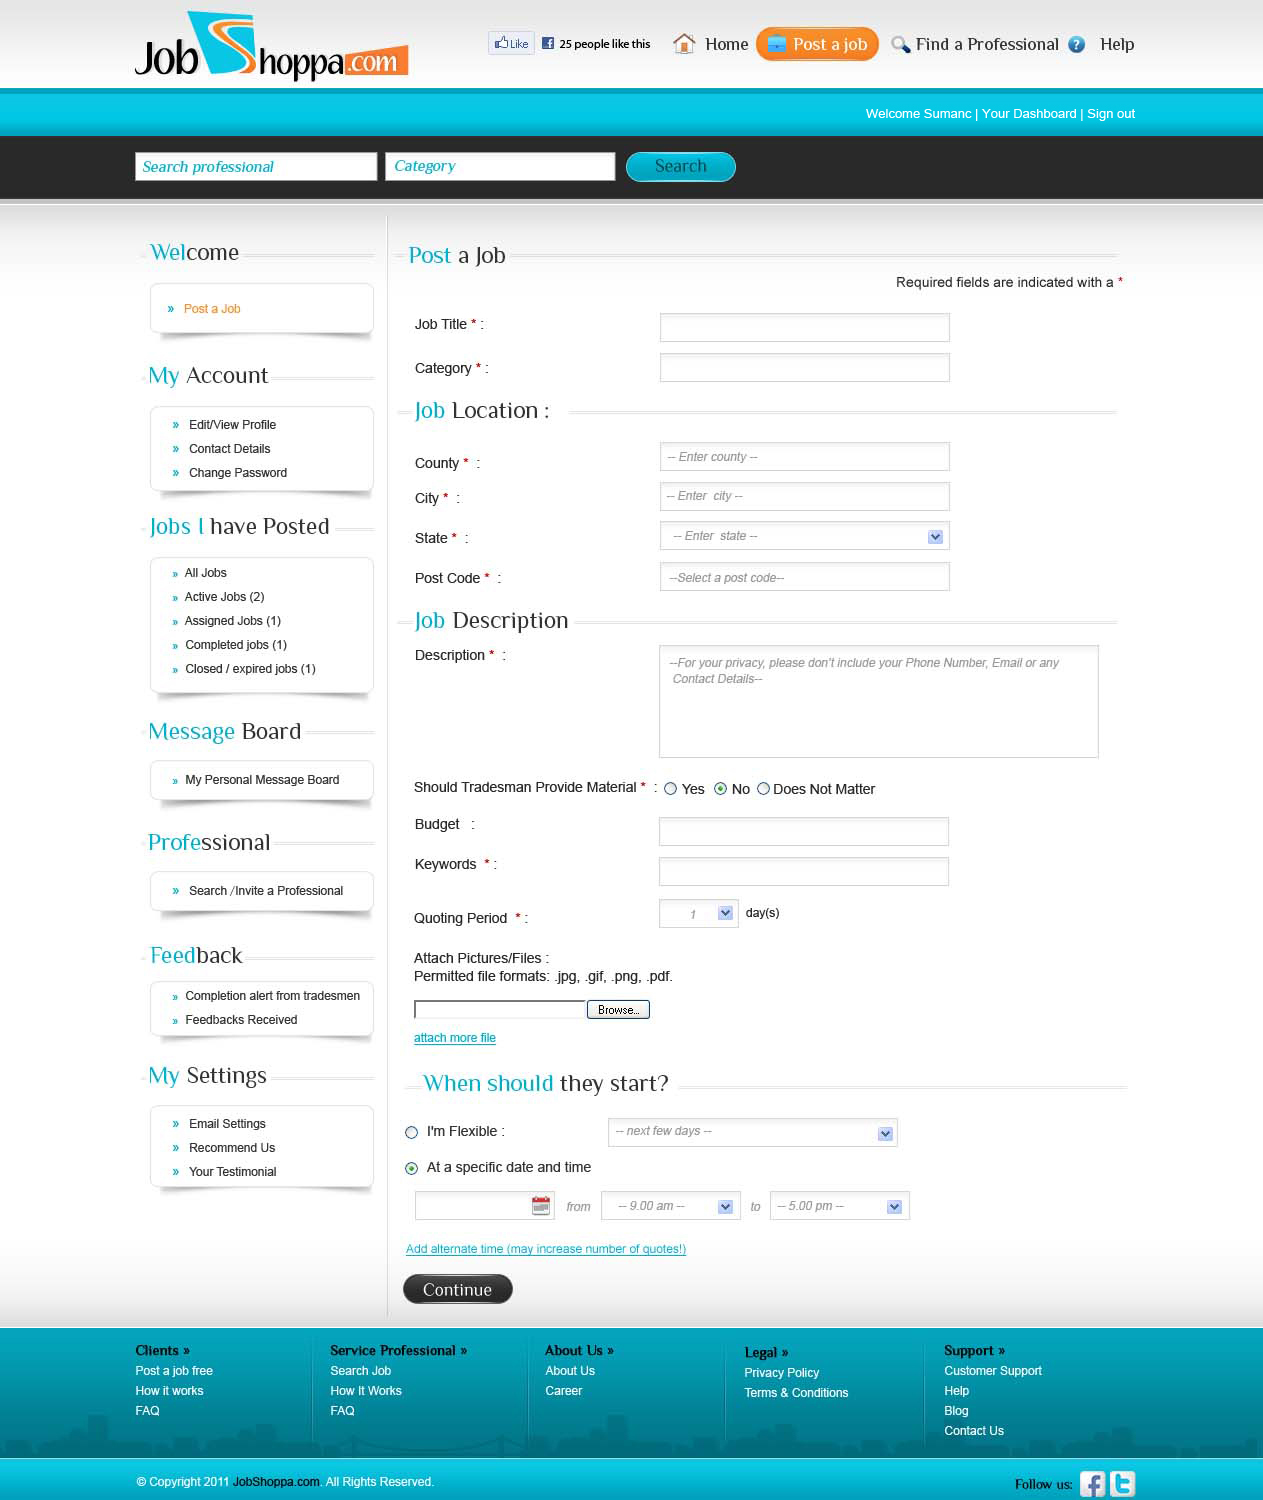 JobShoppa.com
Like
25 people like this
Home
Post a job
Find a Professional
? Help
Welcome Sumanc | Your Dashboard | Sign out
Search professional
Category
Search
Welcome
» Post a Job
My Account
» Edit/View Profile
» Contact Details
» Change Password
Jobs I have Posted
» All Jobs
» Active Jobs (2)
» Assigned Jobs (1)
» Completed jobs (1)
» Closed / expired jobs (1)
Message Board
» My Personal Message Board
Professional
» Search /Invite a Professional
Feedback
» Completion alert from tradesmen
» Feedbacks Received
My Settings
» Email Settings
» Recommend Us
» Your Testimonial
Post a Job
Required fields are indicated with a *
Job Title * :
Category * :
Job Location :
County * : -- Enter county --
City * : -- Enter city --
State * : -- Enter state --
Post Code * : --Select a post code--
Job Description
Description * : --For your privacy, please don't include your Phone Number, Email or any
Contact Details--
Should Tradesman Provide Material * : Yes No Does Not Matter
Budget :
Keywords * :
Quoting Period * : 1 day(s)
Attach Pictures/Files :
Permitted file formats: .jpg, .gif, .png, .pdf.
Browse...
attach more file
When should they start?
I'm Flexible : -- next few days --
At a specific date and time
from -- 9.00 am -- to -- 5.00 pm --
Add alternate time (may increase number of quotes!)
Continue
Clients »
Post a job free
How it works
FAQ
Service Professional »
Search Job
How It Works
FAQ
About Us »
About Us
Career
Legal »
Privacy Policy
Terms & Conditions
Support »
Customer Support
Help
Blog
Contact Us
© Copyright 2011 JobShoppa.com. All Rights Reserved.
Follow us: f t